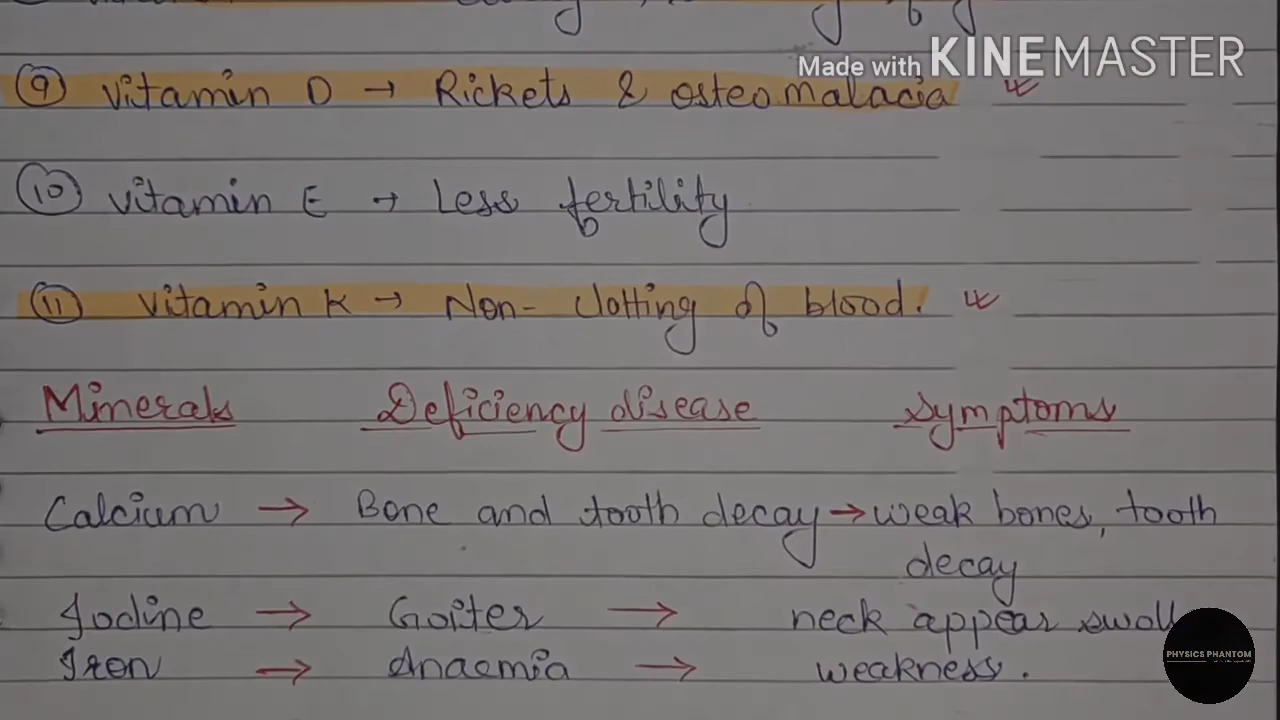 Made with KINEMASTER
⑨ Vitamin D → Rickets & osteomalacia
⑩ Vitamin E → Less fertility
⑪ Vitamin K → Non-Clotting of blood.
Minerals Deficiency disease Symptoms
Calcium → Bone and tooth decay → weak bones, tooth
decay
Iodine → Goiter → neck appear
Iron → Anaemia → weakness.
PHYSICS PHANTOM